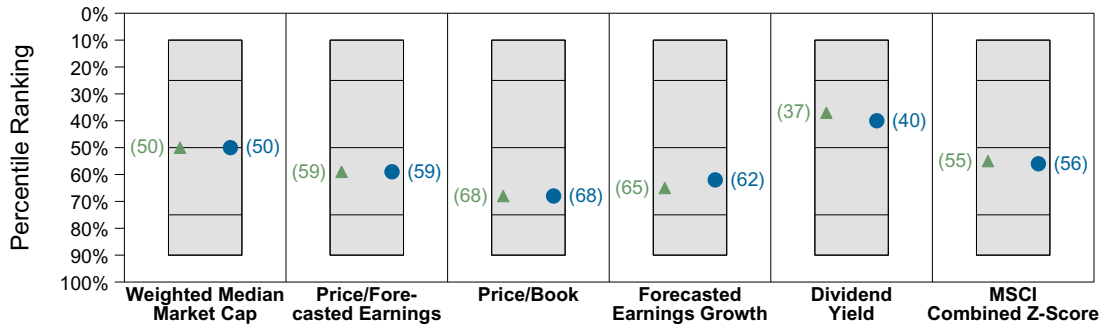 Percentile Ranking
0%
10%
20%
30%
40%
50%
60%
70%
80%
90%
100%
(50) (50)
(59) (59)
(68) (68)
(65) (62)
(37) (40)
(55) (56)
Weighted Median
Market Cap
Price/Fore-
casted Earnings
Price/Book
Forecasted
Earnings Growth
Dividend
Yield
MSCI
Combined Z-Score